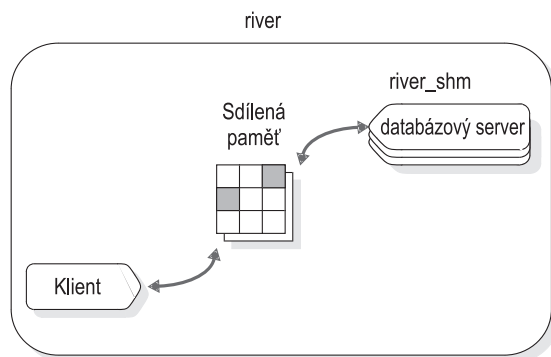 river
river_shm
Sdílená
paměť
databázový server
Klient